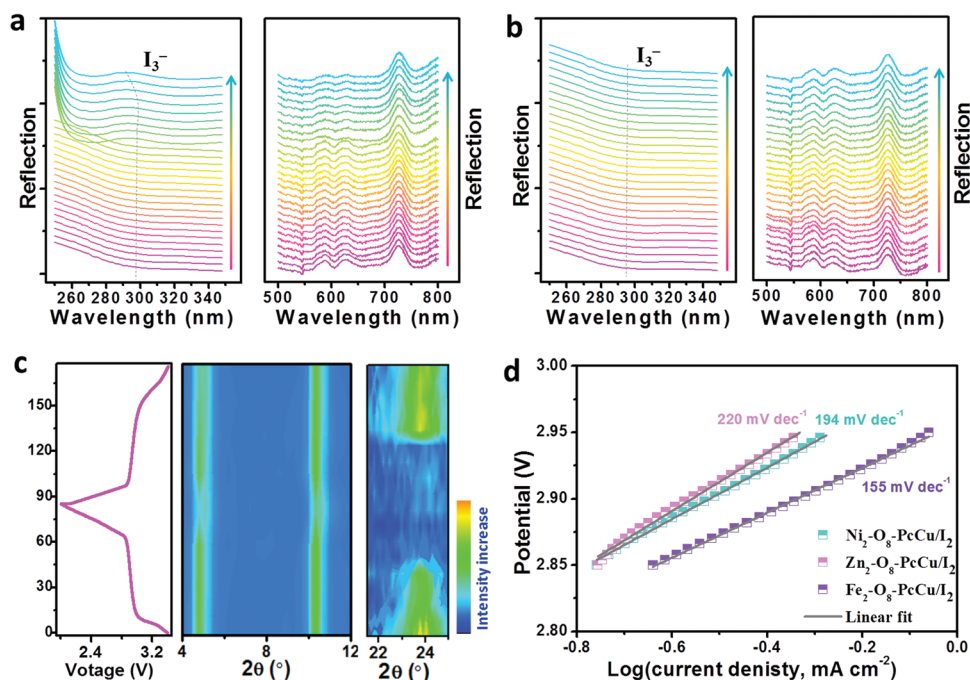 a
I₃⁻
Reflection
Reflection
250 280 300 320 340
Wavelength (nm)
500 600 700 800
Wavelength (nm)
b
I₃⁻
Reflection
Reflection
260 280 300 320 340
Wavelength (nm)
500 600 700 800
Wavelength (nm)
c
150
120
90
60
30
0
2.4 3.2
Votage (V)
4 6 8 10 12
2θ (°)
22 24
2θ (°)
Intensity increase
d
Potential (V)
3.00
2.95
2.90
2.85
2.80
220 mV dec⁻¹
194 mV dec⁻¹
155 mV dec⁻¹
Ni₂-O₈-PcCu/I₂
Zn₂-O₈-PcCu/I₂
Fe₂-O₈-PcCu/I₂
Linear fit
-0.8 -0.6 -0.4 -0.2 0.0
Log(current denisty, mA cm⁻²)